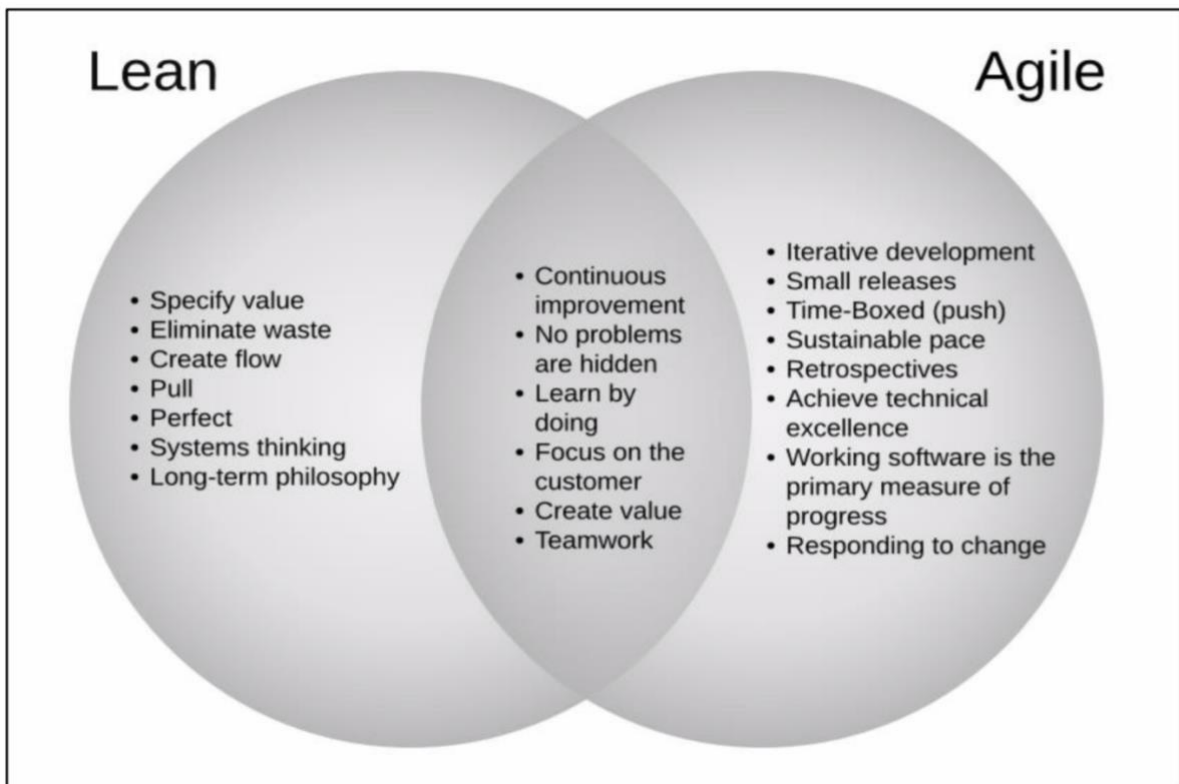 Lean
Agile
• Specify value
• Eliminate waste
• Create flow
• Pull
• Perfect
• Systems thinking
• Long-term philosophy
• Continuous
improvement
• No problems
are hidden
• Learn by
doing
• Focus on the
customer
• Create value
• Teamwork
• Iterative development
• Small releases
• Time-Boxed (push)
• Sustainable pace
• Retrospectives
• Achieve technical
excellence
• Working software is the
primary measure of
progress
• Responding to change